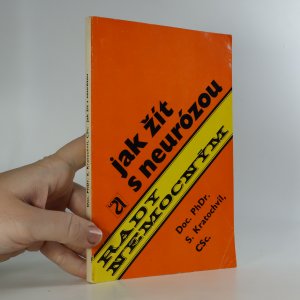 jak žít
s neurózou
RADY
NEMOCNÝM
Doc. PhDr.
S. Kratochvíl,
CSc.